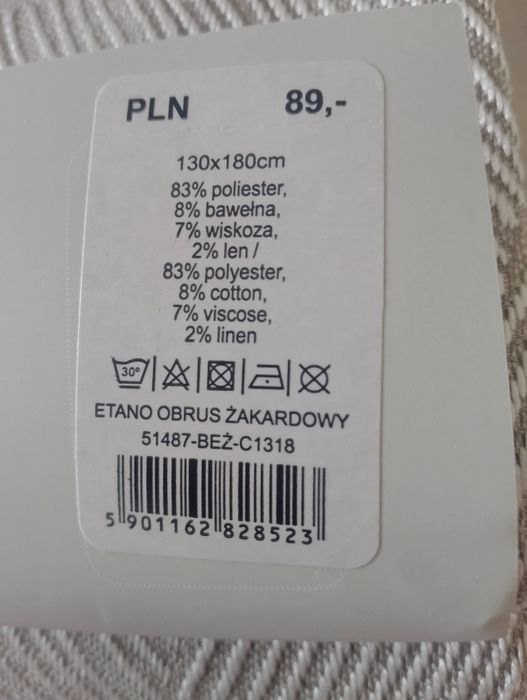 PLN 89,-
130x180cm
83% poliester,
8% bawełna,
7% wiskoza,
2% len /
83% polyester,
8% cotton,
7% viscose,
2% linen
30°
ETANO OBRUS ŻAKARDOWY
51487-BEŻ-C1318
5 901162 828523